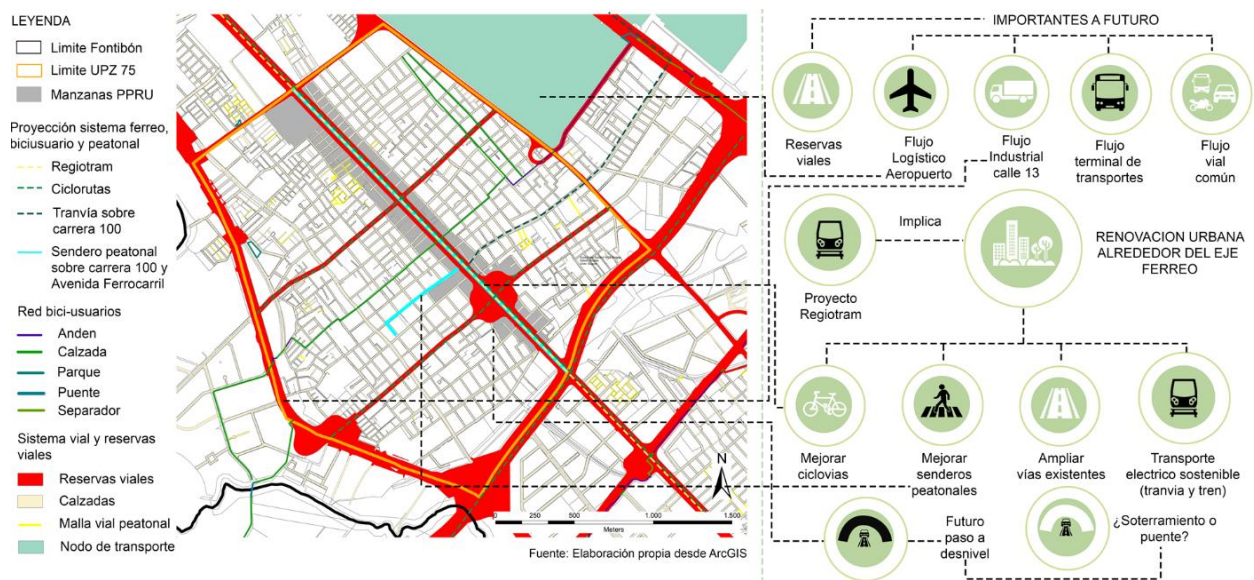 LEYENDA
Limite Fontibón
Limite UPZ 75
Manzanas PPRU
Proyección sistema ferreo,
biciusuario y peatonal
Regiotram
Ciclorutas
Tranvía sobre
carrera 100
Sendero peatonal
sobre carrera 100 y
Avenida Ferrocarril
Red bici-usuarios
Anden
Calzada
Parque
Puente
Separador
Sistema vial y reservas
viales
Reservas viales
Calzadas
Malla vial peatonal
Nodo de transporte
N
0 250 500 1.000 1.500
Meters
Fuente: Elaboración propia desde ArcGIS
IMPORTANTES A FUTURO
Reservas
viales
Flujo
Logístico
Aeropuerto
Flujo
Industrial
calle 13
Flujo
terminal de
transportes
Flujo
vial
común
Implica
Proyecto
Regiotram
RENOVACION URBANA
ALREDEDOR DEL EJE
FERREO
Mejorar
ciclovias
Mejorar
senderos
peatonales
Ampliar
vías existentes
Transporte
electrico sostenible
(tranvia y tren)
Futuro
paso a
desnivel
¿Soterramiento o
puente?